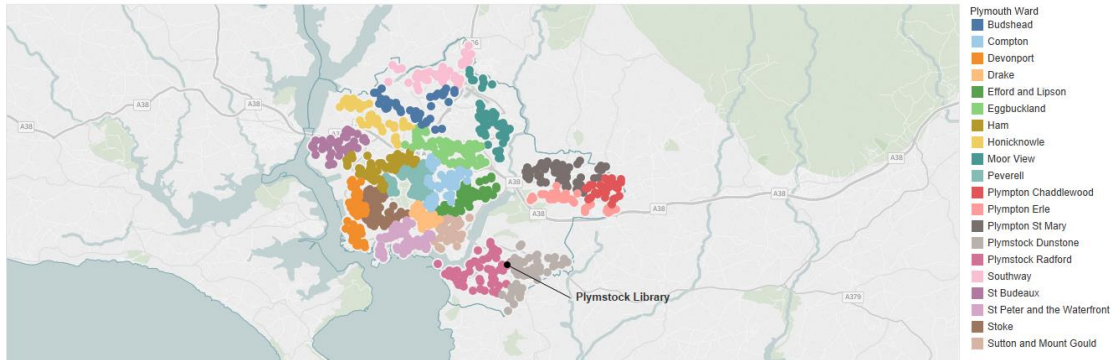 Plymouth Ward
Budshead
Compton
Devonport
Drake
Efford and Lipson
Eggbuckland
Ham
Honicknowle
Moor View
Peverell
Plympton Chaddlewood
Plympton Erle
Plympton St Mary
Plymstock Dunstone
Plymstock Radford
Southway
St Budeaux
St Peter and the Waterfront
Stoke
Sutton and Mount Gould
A38
A38
A38
A38
A38
A38
A38
A38
Plymstock Library
A379